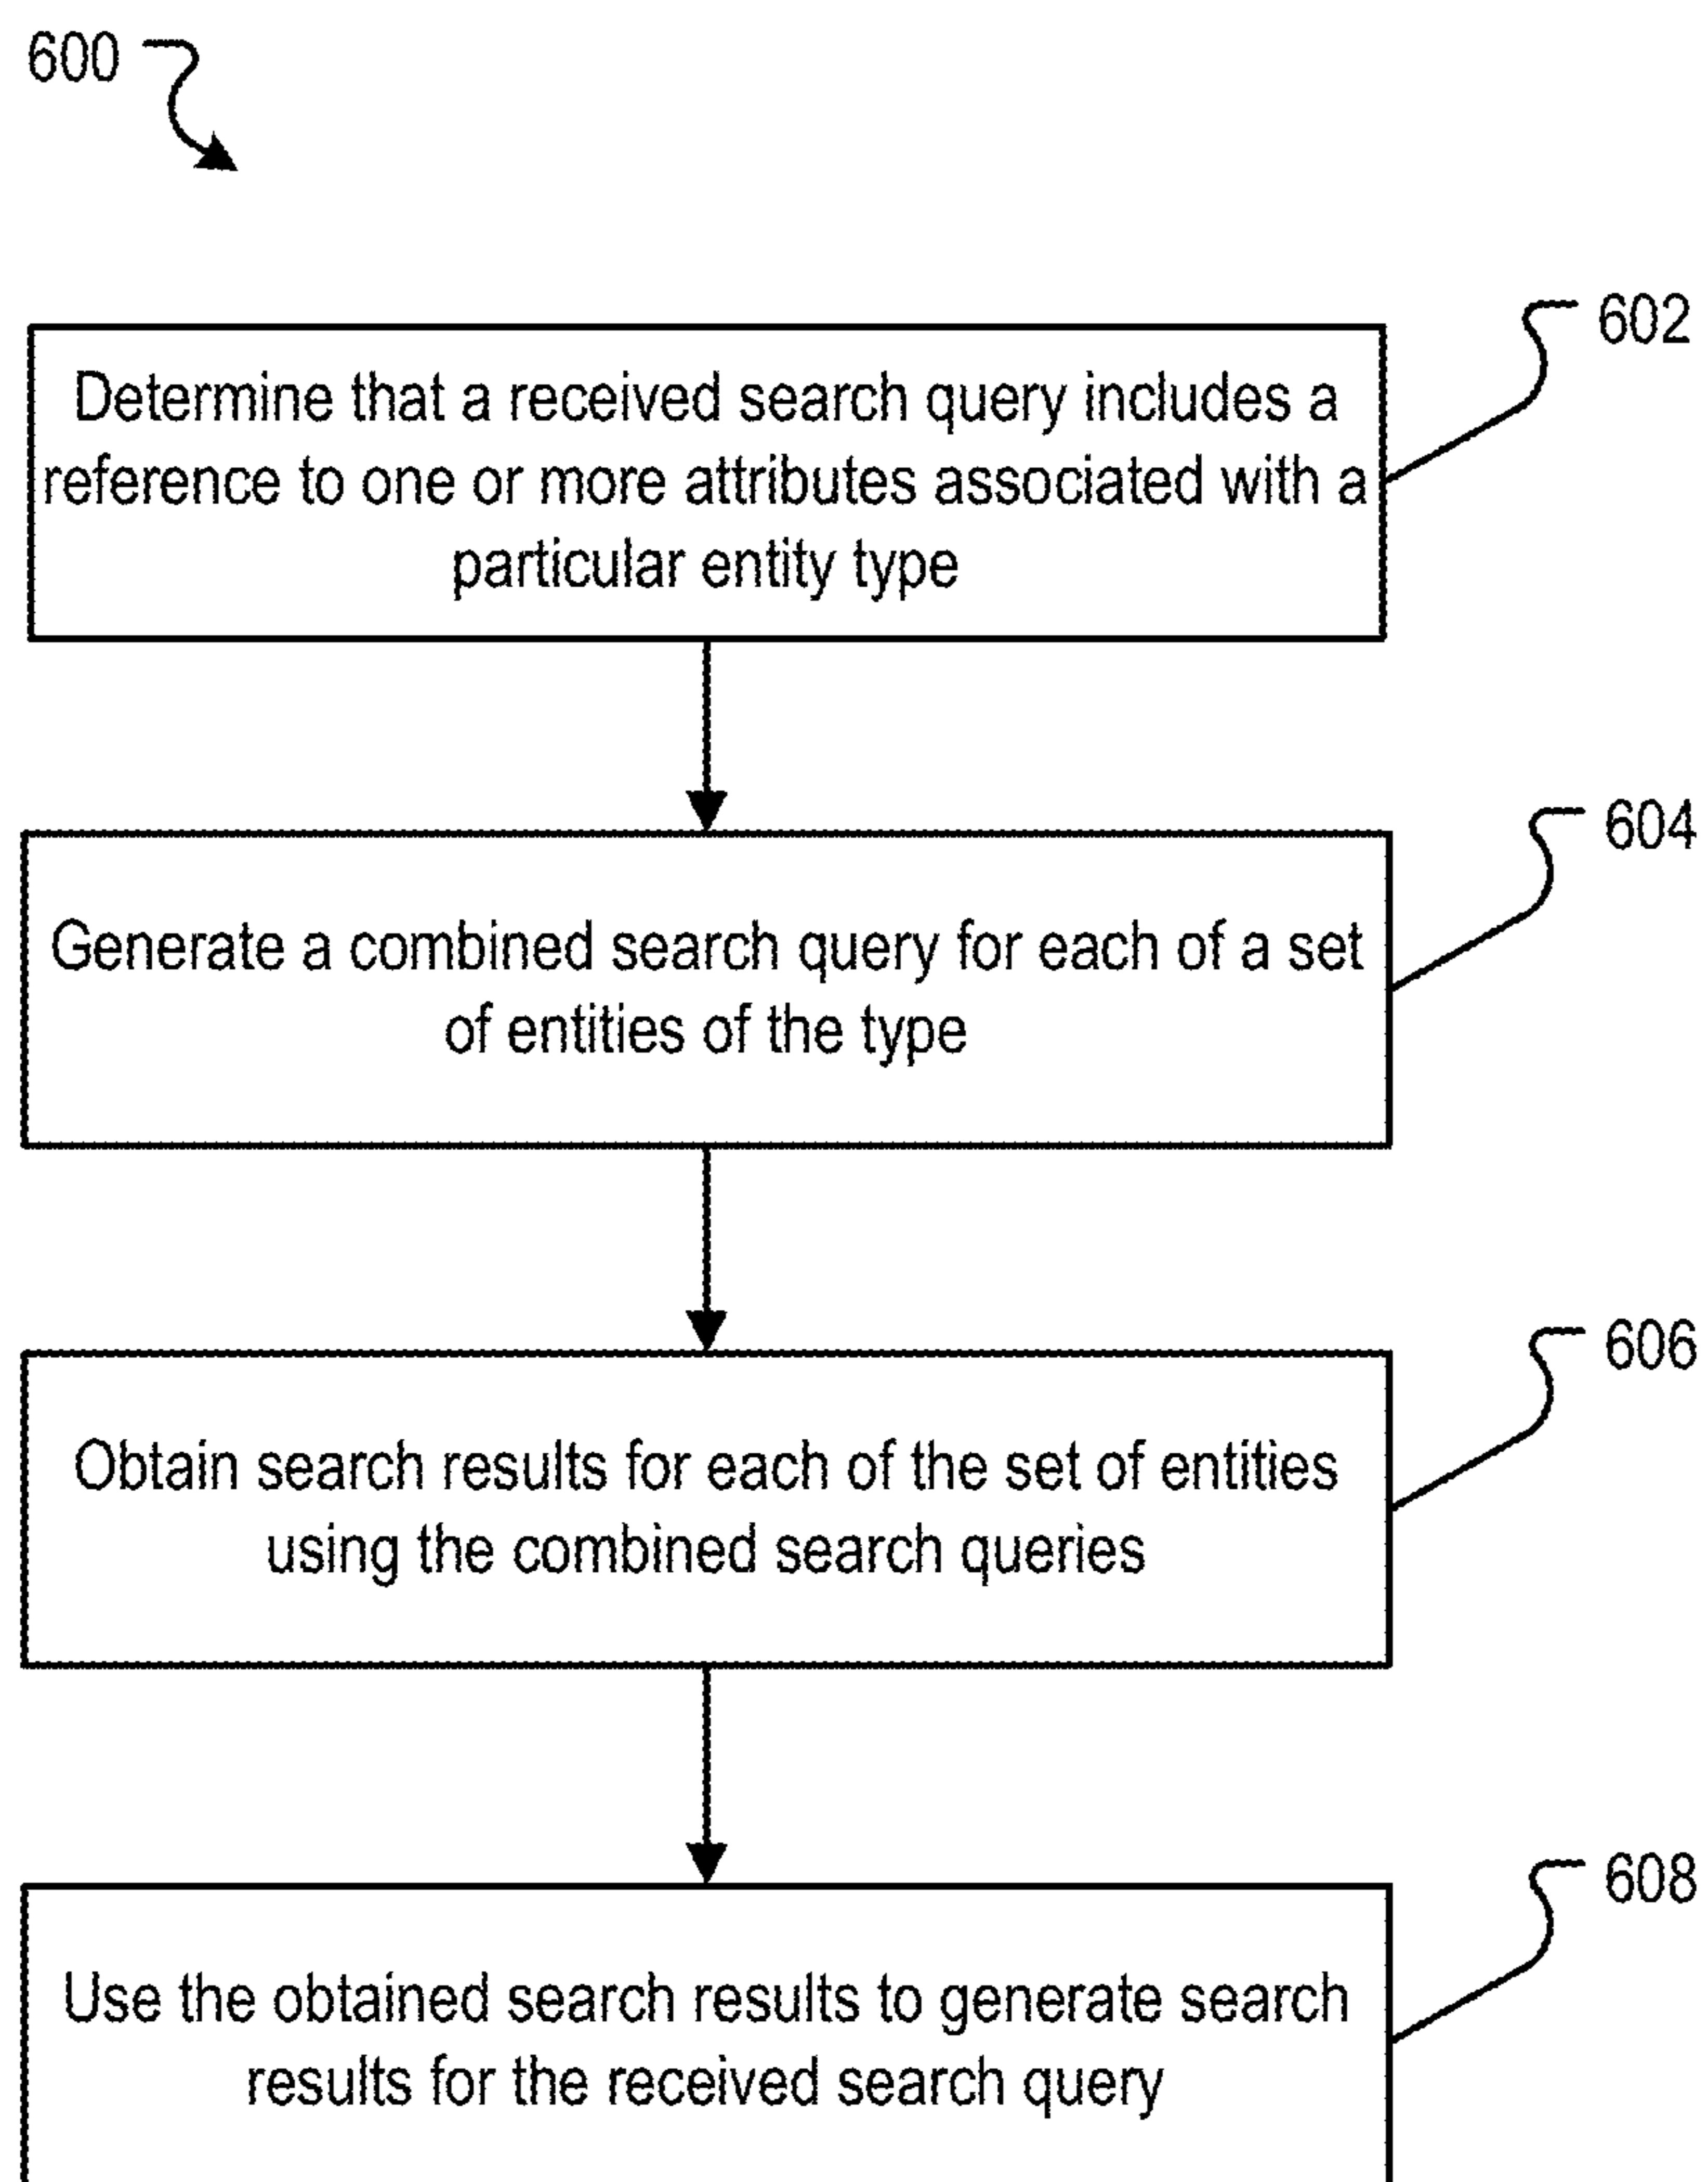 600
602
Determine that a received search query includes a
reference to one or more attributes associated with a
particular entity type
604
Generate a combined search query for each of a set
of entities of the type
606
Obtain search results for each of the set of entities
using the combined search queries
608
Use the obtained search results to generate search
results for the received search query